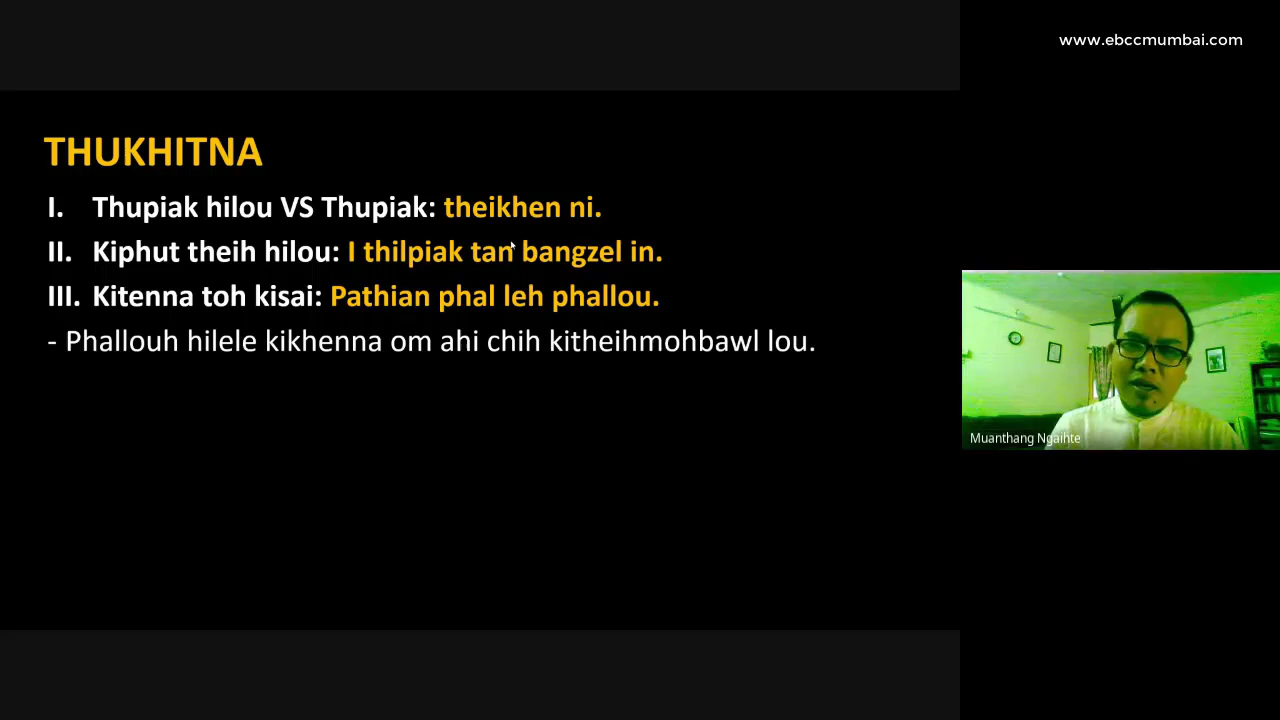 www.ebccmumbai.com
THUKHITNA
I. Thupiak hilou VS Thupiak: theikhen ni.
II. Kiphut theih hilou: I thilpiak tan bangzel in.
III. Kitenna toh kisai: Pathian phal leh phallou.
- Phallouh hilele kikhenna om ahi chih kitheihmohbawl lou.
Muanthang Ngaihte